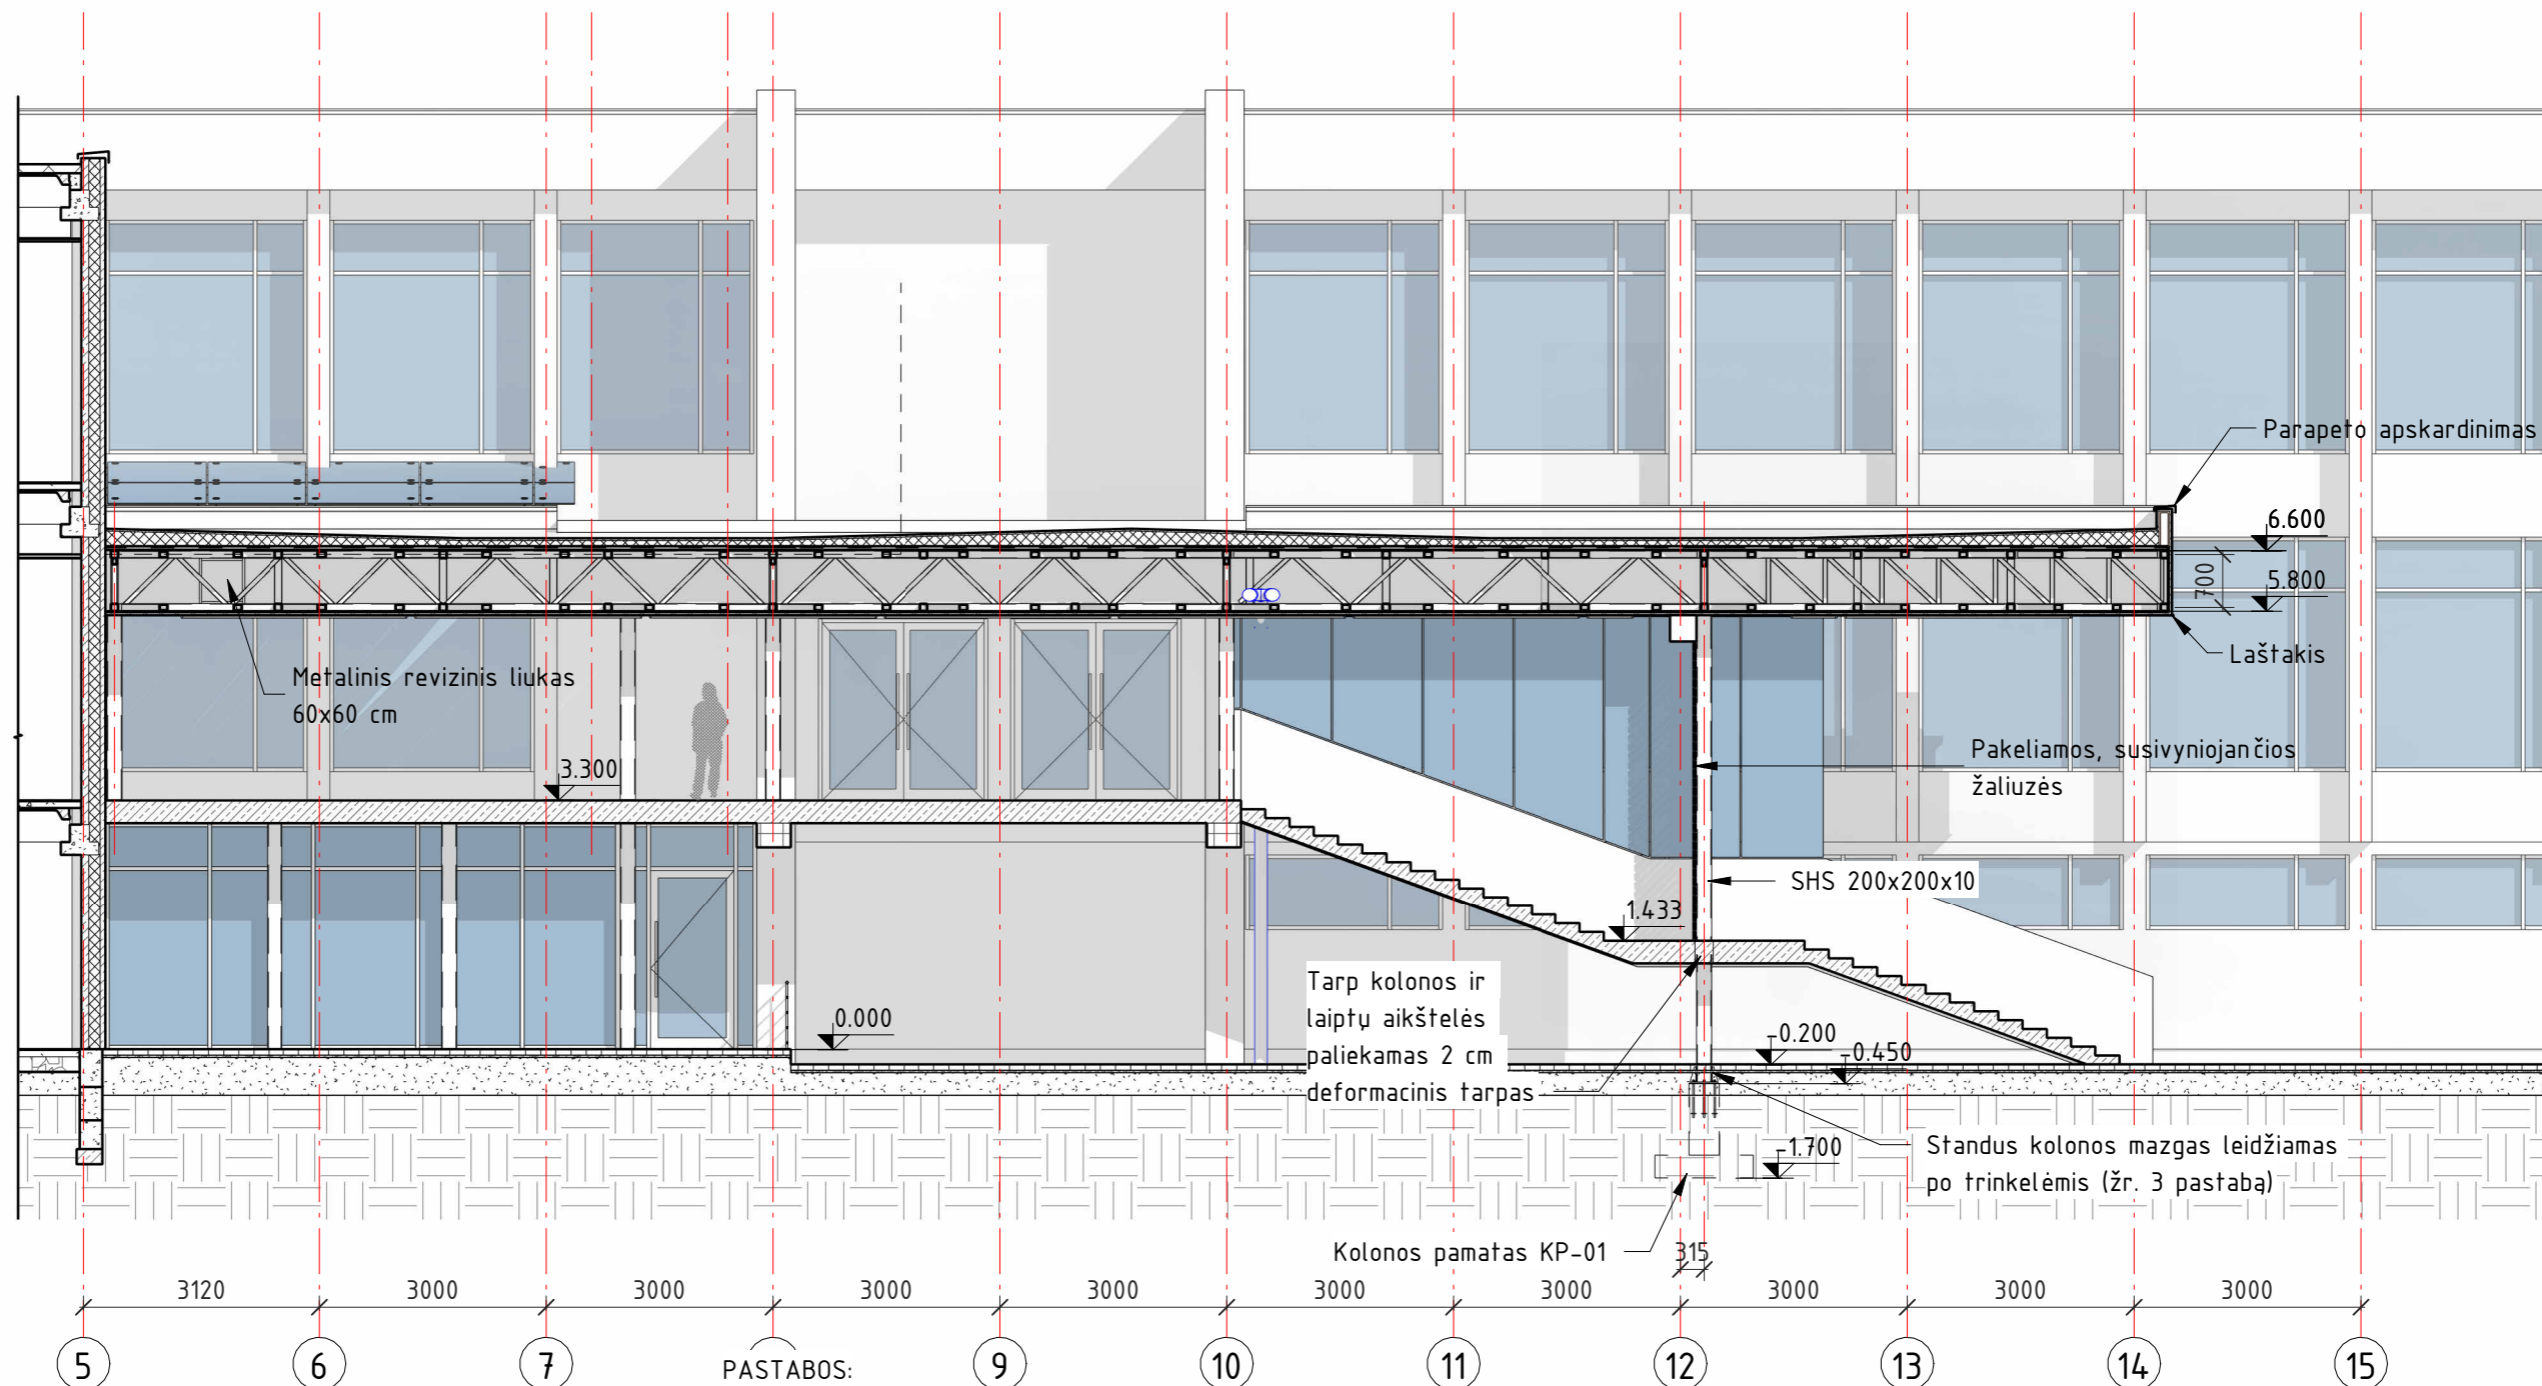 Parapeto apskardinimas
6.600
700
5.800
Laštakis
Metalinis revizinis liukas
60x60 cm
3.300
Pakeliamos, susivyniojančios
žaliuzės
SHS 200x200x10
1.433
Tarp kolonos ir
laiptų aikštelės
paliekamas 2 cm
deformacinis tarpas
0.000
-0.200
-0.450
-1.700
Standus kolonos mazgas leidžiamas
po trinkelėmis (žr. 3 pastabą)
Kolonos pamatas KP-01
315
3120 3000 3000 3000 3000 3000 3000 3000 3000 3000
5 6 7 9 10 11 12 13 14 15
PASTABOS: